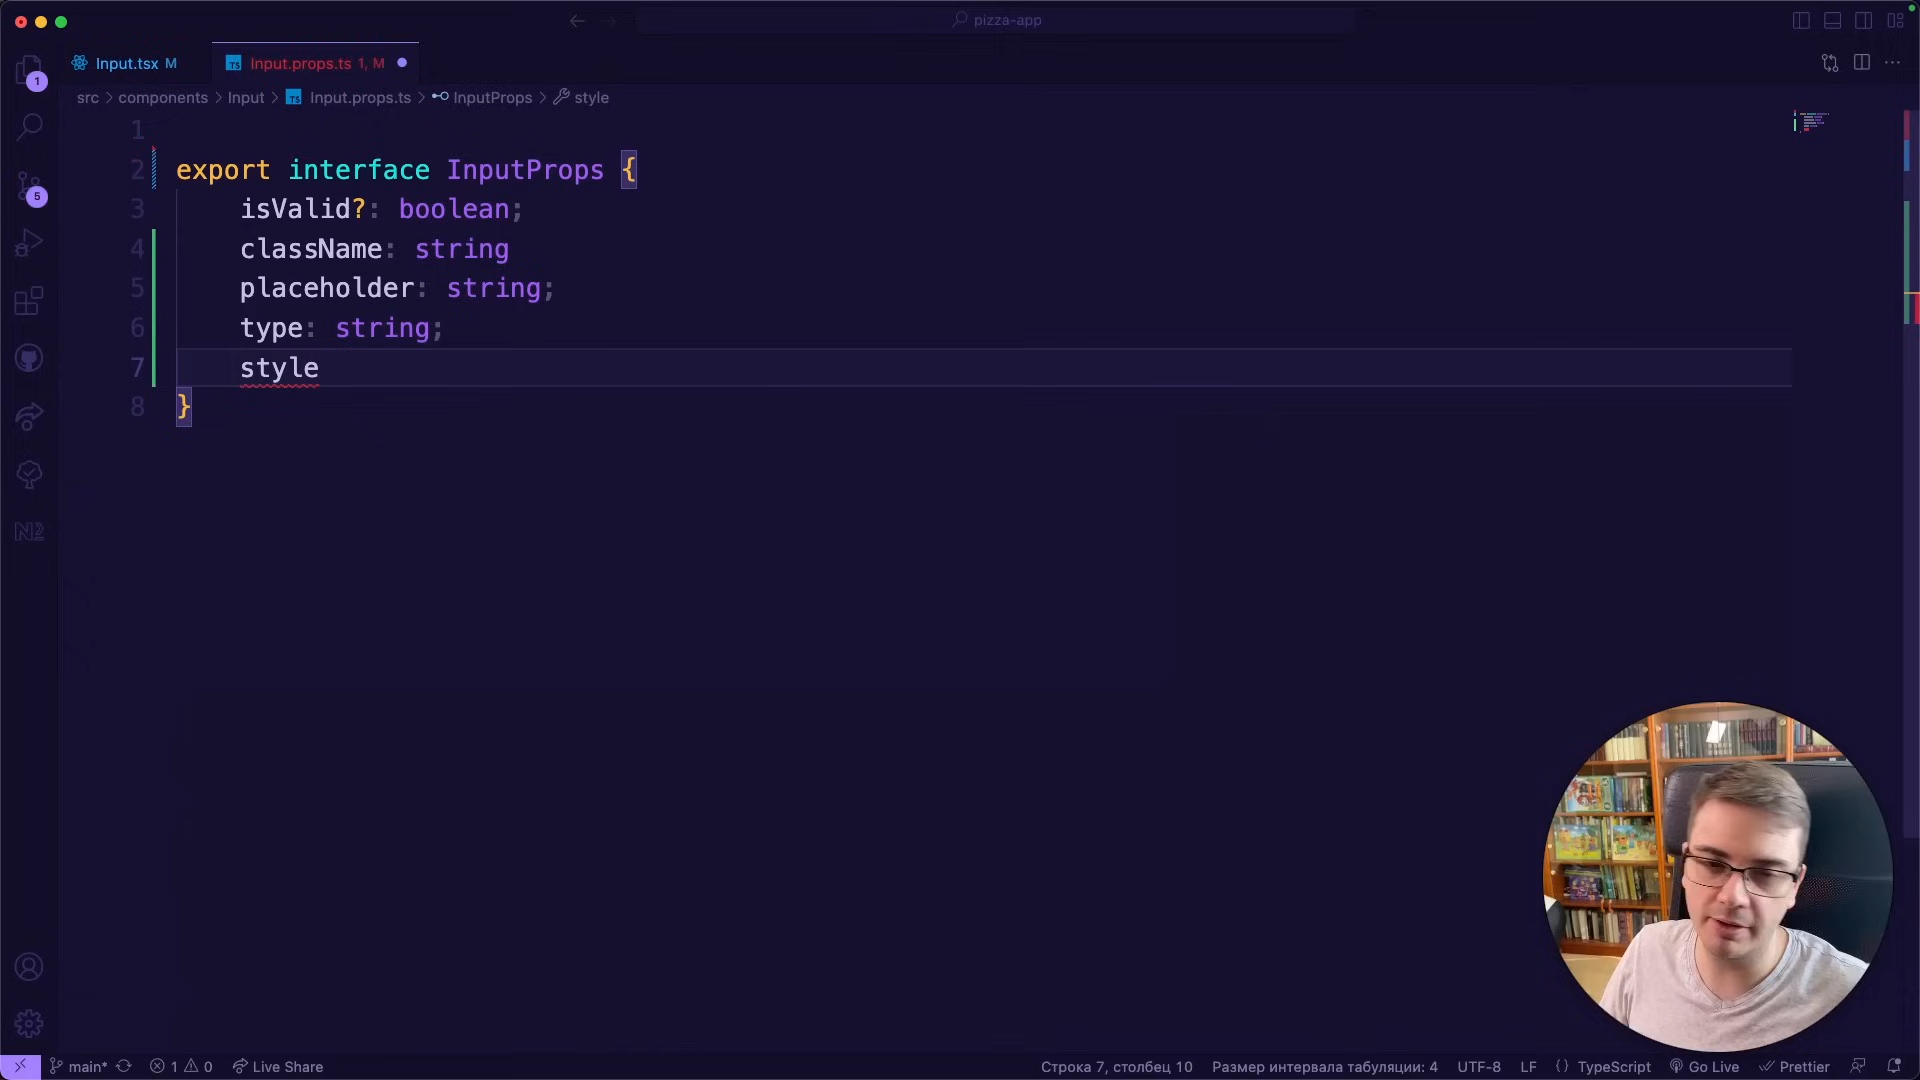 pizza-app
Input.tsx M
Input.props.ts 1, M
src > components > Input > Input.props.ts > InputProps > style
1
2 export interface InputProps {
3 isValid?: boolean;
4 className: string
5 placeholder: string;
6 type: string;
7 style
8 }
1
5
main* 1 0 Live Share
Строка 7, столбец 10 Размер интервала табуляции: 4 UTF-8 LF {} TypeScript Go Live Prettier